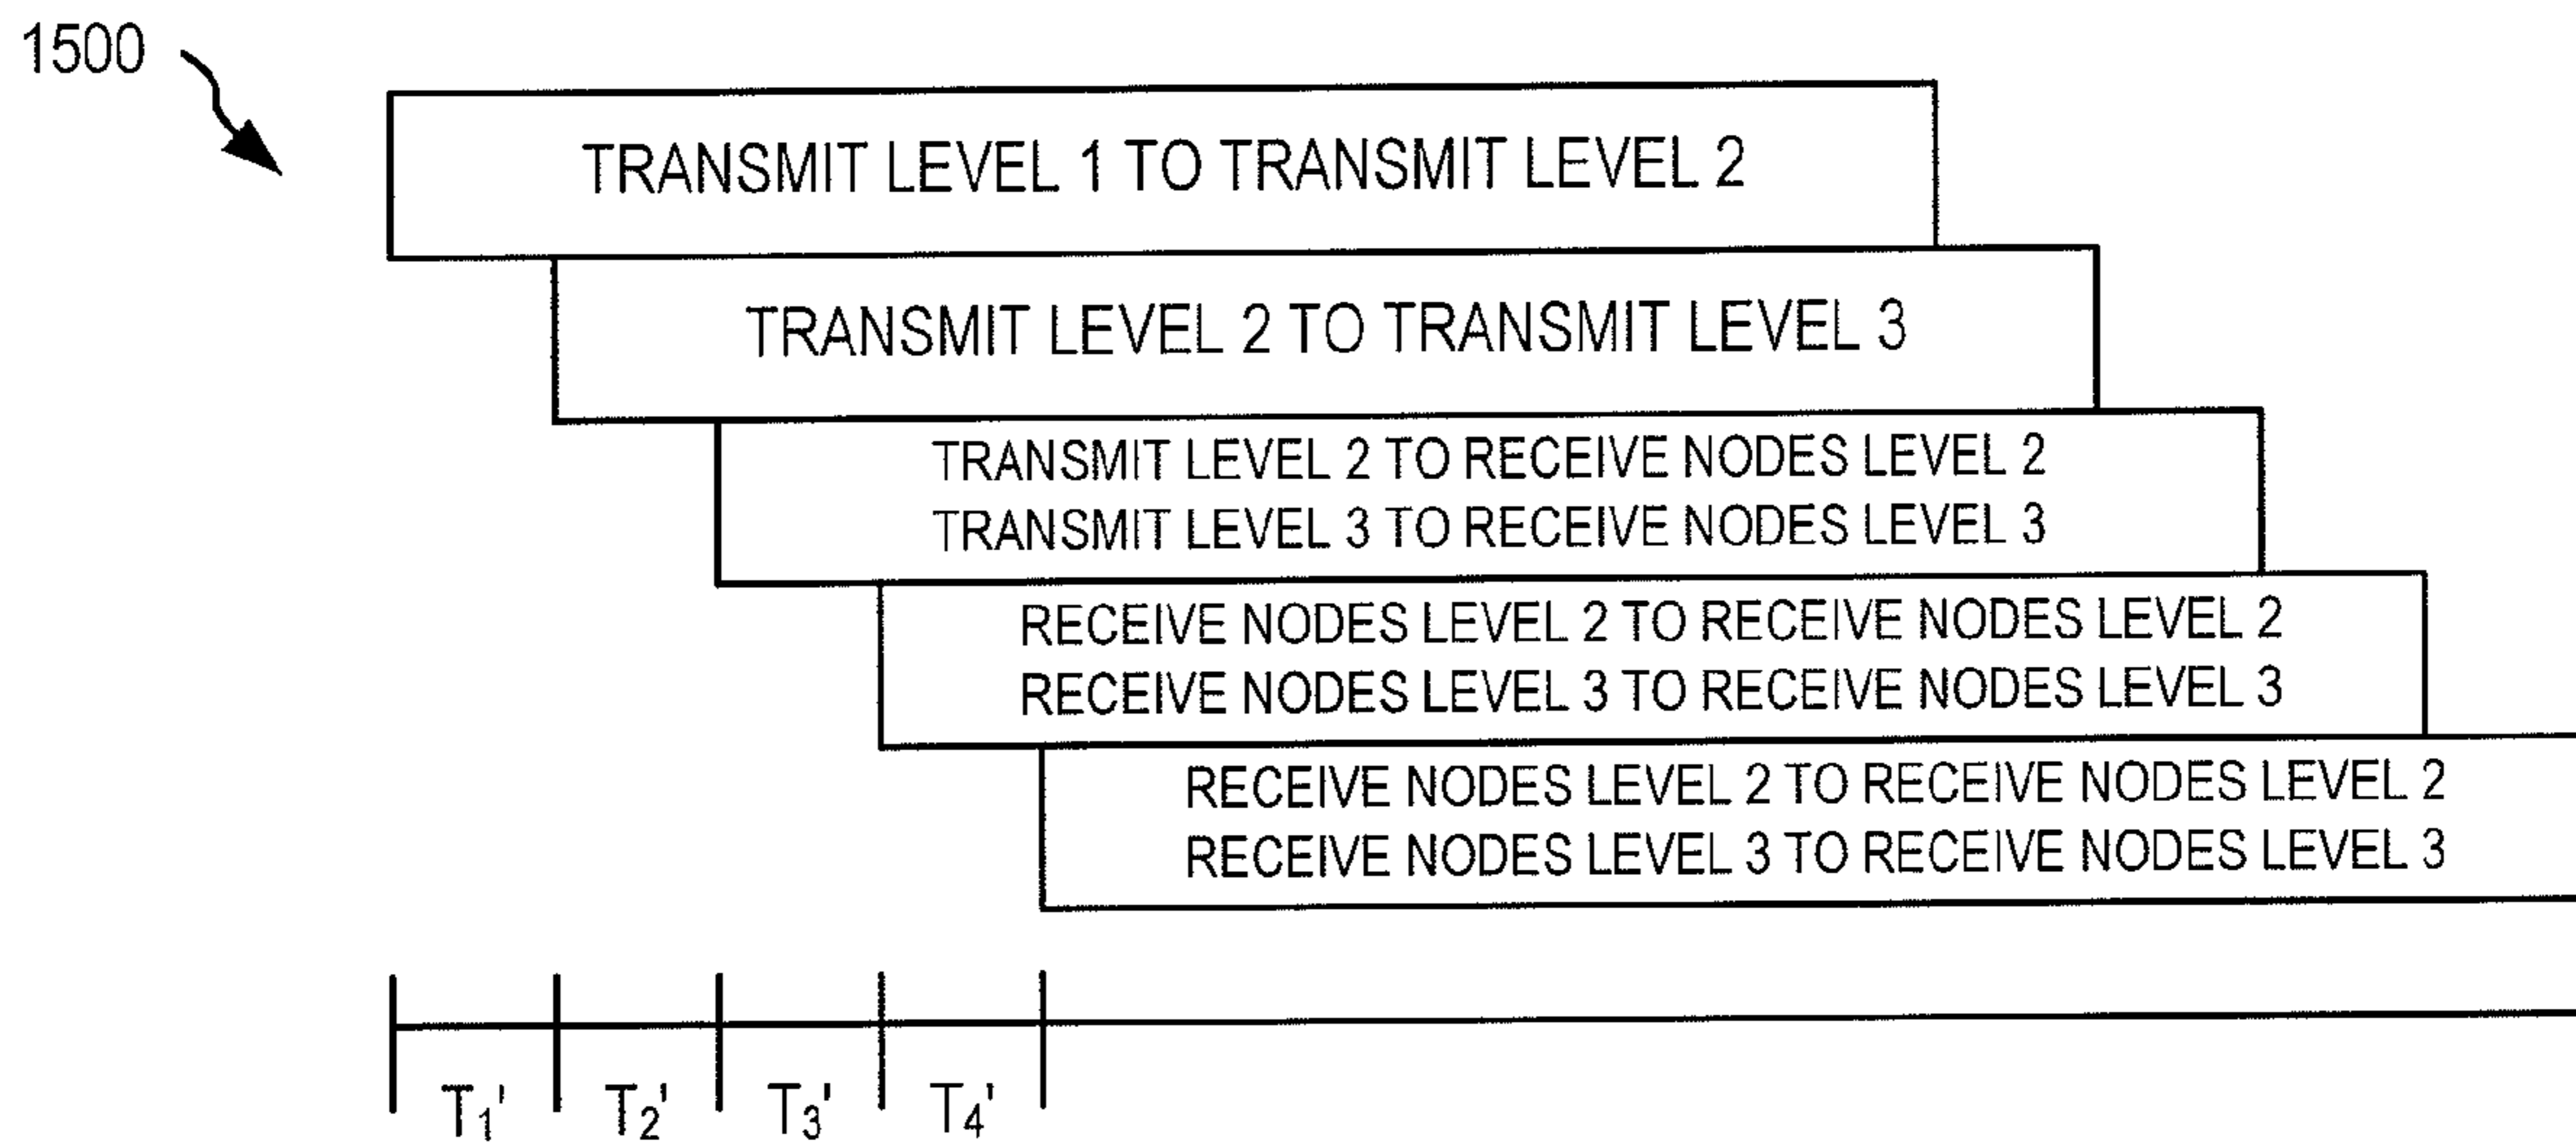 1500
TRANSMIT LEVEL 1 TO TRANSMIT LEVEL 2
TRANSMIT LEVEL 2 TO TRANSMIT LEVEL 3
TRANSMIT LEVEL 2 TO RECEIVE NODES LEVEL 2
TRANSMIT LEVEL 3 TO RECEIVE NODES LEVEL 3
RECEIVE NODES LEVEL 2 TO RECEIVE NODES LEVEL 2
RECEIVE NODES LEVEL 3 TO RECEIVE NODES LEVEL 3
RECEIVE NODES LEVEL 2 TO RECEIVE NODES LEVEL 2
RECEIVE NODES LEVEL 3 TO RECEIVE NODES LEVEL 3
T₁' T₂' T₃' T₄'